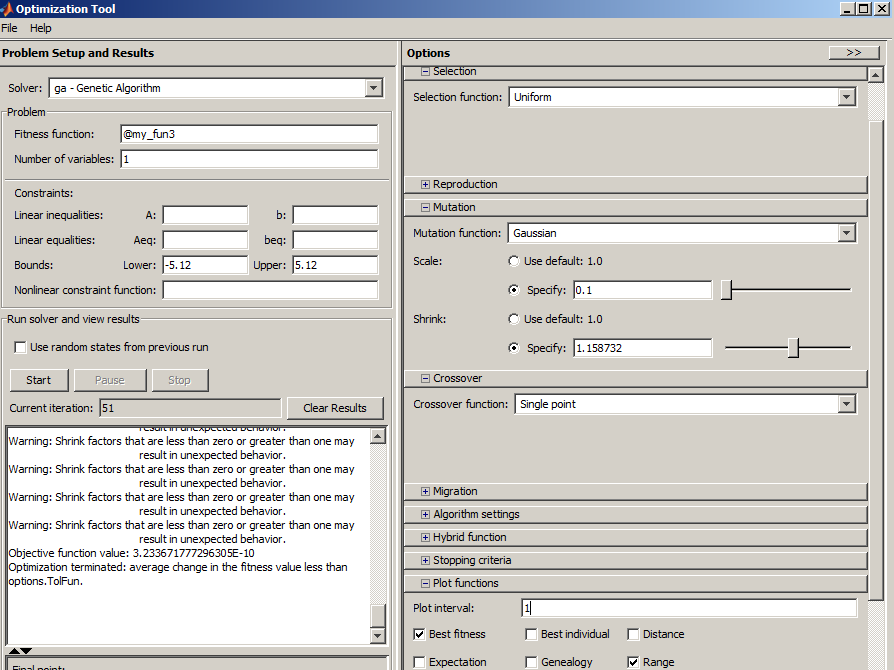 Optimization Tool
File Help
Problem Setup and Results
Solver: ga - Genetic Algorithm
Problem
Fitness function: @my_fun3
Number of variables: 1
Constraints:
Linear inequalities: A: b:
Linear equalities: Aeq: beq:
Bounds: Lower: -5.12 Upper: 5.12
Nonlinear constraint function:
Run solver and view results
Use random states from previous run
Start Pause Stop
Current iteration: 51 Clear Results
result in unexpected behavior.
Warning: Shrink factors that are less than zero or greater than one may
result in unexpected behavior.
Warning: Shrink factors that are less than zero or greater than one may
result in unexpected behavior.
Warning: Shrink factors that are less than zero or greater than one may
result in unexpected behavior.
Warning: Shrink factors that are less than zero or greater than one may
result in unexpected behavior.
Objective function value: 3.233671777296305E-10
Optimization terminated: average change in the fitness value less than
options.TolFun.
Final point:
Options >>
Selection
Selection function: Uniform
Reproduction
Mutation
Mutation function: Gaussian
Scale: Use default: 1.0
Specify: 0.1
Shrink: Use default: 1.0
Specify: 1.158732
Crossover
Crossover function: Single point
Migration
Algorithm settings
Hybrid function
Stopping criteria
Plot functions
Plot interval: 1
Best fitness Best individual Distance
Expectation Genealogy Range